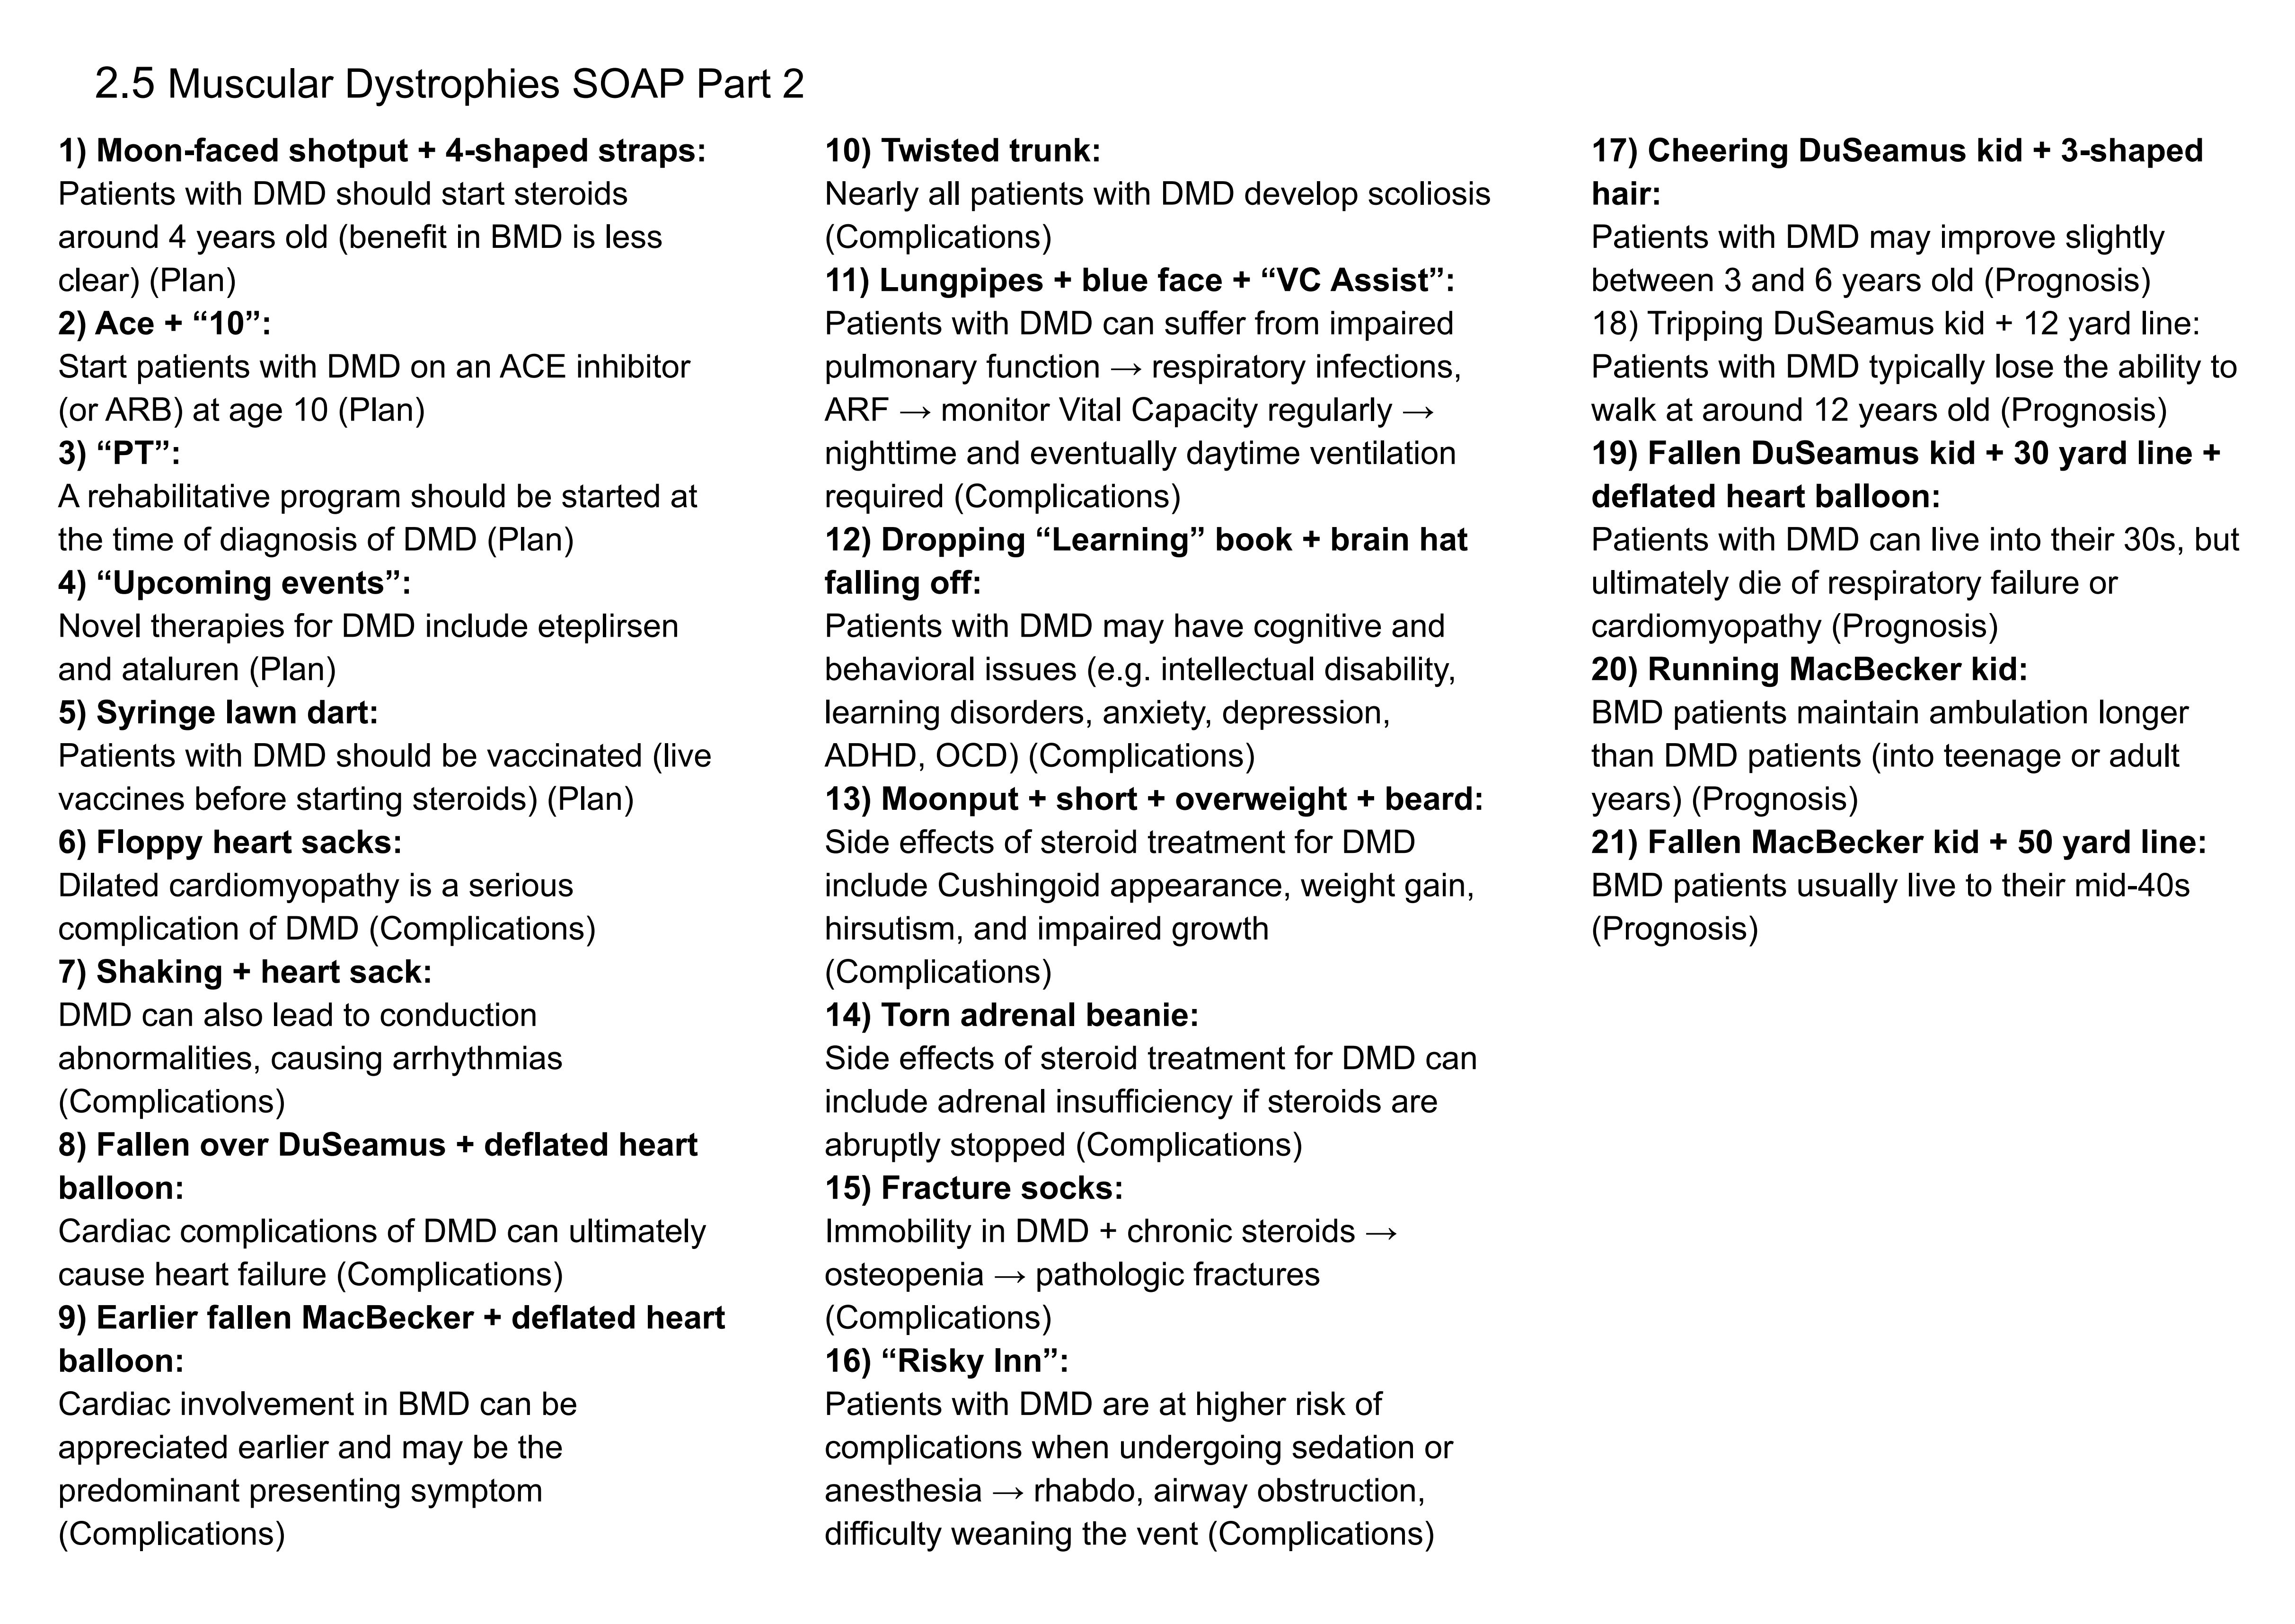 2.5 Muscular Dystrophies SOAP Part 2
1) Moon-faced shotput + 4-shaped straps:
Patients with DMD should start steroids
around 4 years old (benefit in BMD is less
clear) (Plan)
2) Ace + “10”:
Start patients with DMD on an ACE inhibitor
(or ARB) at age 10 (Plan)
3) “PT”:
A rehabilitative program should be started at
the time of diagnosis of DMD (Plan)
4) “Upcoming events”:
Novel therapies for DMD include eteplirsen
and ataluren (Plan)
5) Syringe lawn dart:
Patients with DMD should be vaccinated (live
vaccines before starting steroids) (Plan)
6) Floppy heart sacks:
Dilated cardiomyopathy is a serious
complication of DMD (Complications)
7) Shaking + heart sack:
DMD can also lead to conduction
abnormalities, causing arrhythmias
(Complications)
8) Fallen over DuSeamus + deflated heart
balloon:
Cardiac complications of DMD can ultimately
cause heart failure (Complications)
9) Earlier fallen MacBecker + deflated heart
balloon:
Cardiac involvement in BMD can be
appreciated earlier and may be the
predominant presenting symptom
(Complications)
10) Twisted trunk:
Nearly all patients with DMD develop scoliosis
(Complications)
11) Lungpipes + blue face + “VC Assist”:
Patients with DMD can suffer from impaired
pulmonary function → respiratory infections,
ARF → monitor Vital Capacity regularly →
nighttime and eventually daytime ventilation
required (Complications)
12) Dropping “Learning” book + brain hat
falling off:
Patients with DMD may have cognitive and
behavioral issues (e.g. intellectual disability,
learning disorders, anxiety, depression,
ADHD, OCD) (Complications)
13) Moonput + short + overweight + beard:
Side effects of steroid treatment for DMD
include Cushingoid appearance, weight gain,
hirsutism, and impaired growth
(Complications)
14) Torn adrenal beanie:
Side effects of steroid treatment for DMD can
include adrenal insufficiency if steroids are
abruptly stopped (Complications)
15) Fracture socks:
Immobility in DMD + chronic steroids →
osteopenia → pathologic fractures
(Complications)
16) “Risky Inn”:
Patients with DMD are at higher risk of
complications when undergoing sedation or
anesthesia → rhabdo, airway obstruction,
difficulty weaning the vent (Complications)
17) Cheering DuSeamus kid + 3-shaped
hair:
Patients with DMD may improve slightly
between 3 and 6 years old (Prognosis)
18) Tripping DuSeamus kid + 12 yard line:
Patients with DMD typically lose the ability to
walk at around 12 years old (Prognosis)
19) Fallen DuSeamus kid + 30 yard line +
deflated heart balloon:
Patients with DMD can live into their 30s, but
ultimately die of respiratory failure or
cardiomyopathy (Prognosis)
20) Running MacBecker kid:
BMD patients maintain ambulation longer
than DMD patients (into teenage or adult
years) (Prognosis)
21) Fallen MacBecker kid + 50 yard line:
BMD patients usually live to their mid-40s
(Prognosis)